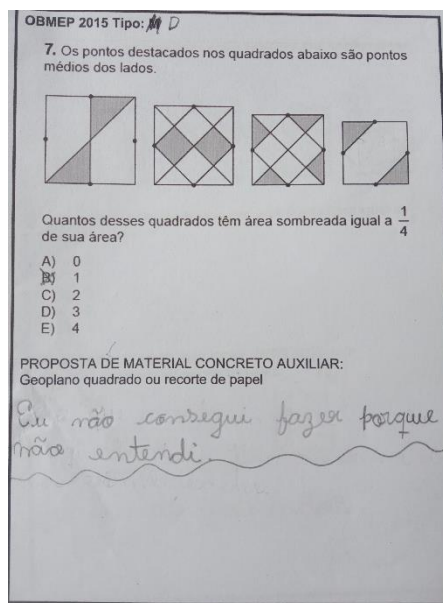 OBMEP 2015 Tipo: D
7. Os pontos destacados nos quadrados abaixo são pontos
médios dos lados.
Quantos desses quadrados têm área sombreada igual a 1/4
de sua área?
A) 0
B) 1
C) 2
D) 3
E) 4
PROPOSTA DE MATERIAL CONCRETO AUXILIAR:
Geoplano quadrado ou recorte de papel
Eu não consegui fazer porque
não entendi.